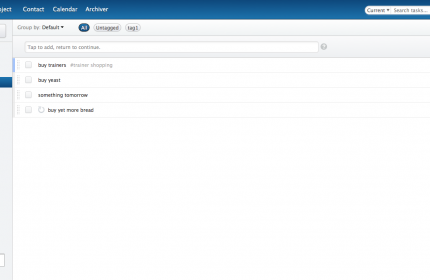 ject Contact Calendar Archiver
Current Search tasks...
Group by: Default All Untagged tag1
Tap to add, return to continue. ?
buy trainers #trainer shopping
buy yeast
something tomorrow
buy yet more bread